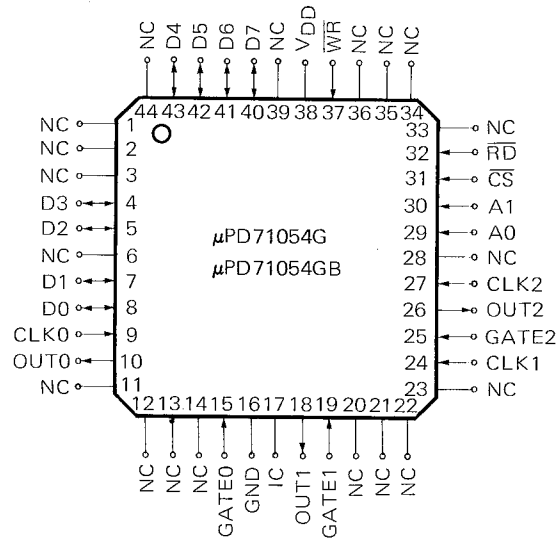 NC D4 D5 D6 D7 NC VDD WR NC NC NC
44 43 42 41 40 39 38 37 36 35 34
NC 1
NC 2
NC 3
D3 4
D2 5
NC 6
D1 7
D0 8
CLK0 9
OUT0 10
NC 11
μPD71054G
μPD71054GB
33 NC
32 RD
31 CS
30 A1
29 A0
28 NC
27 CLK2
26 OUT2
25 GATE2
24 CLK1
23 NC
12 13 14 15 16 17 18 19 20 21 22
NC NC NC GATE0 GND IC OUT1 GATE1 NC NC NC